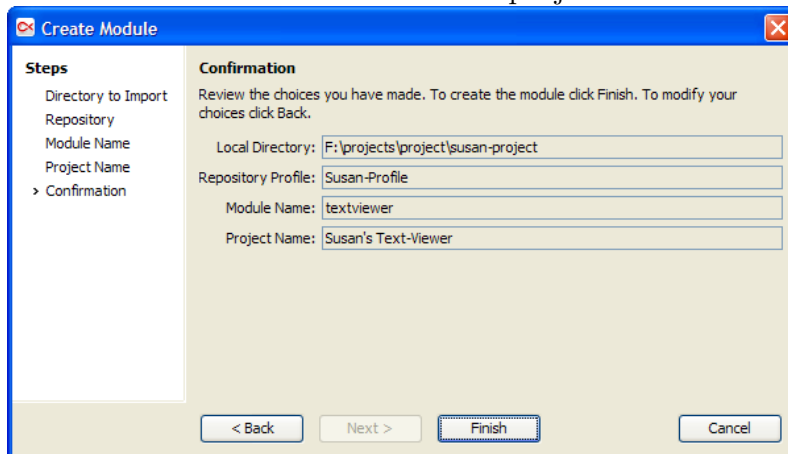 Create Module
Steps
Directory to Import
Repository
Module Name
Project Name
> Confirmation
Confirmation
Review the choices you have made. To create the module click Finish. To modify your
choices click Back.
Local Directory: F:\projects\project\susan-project
Repository Profile: Susan-Profile
Module Name: textviewer
Project Name: Susan's Text-Viewer
< Back Next > Finish Cancel